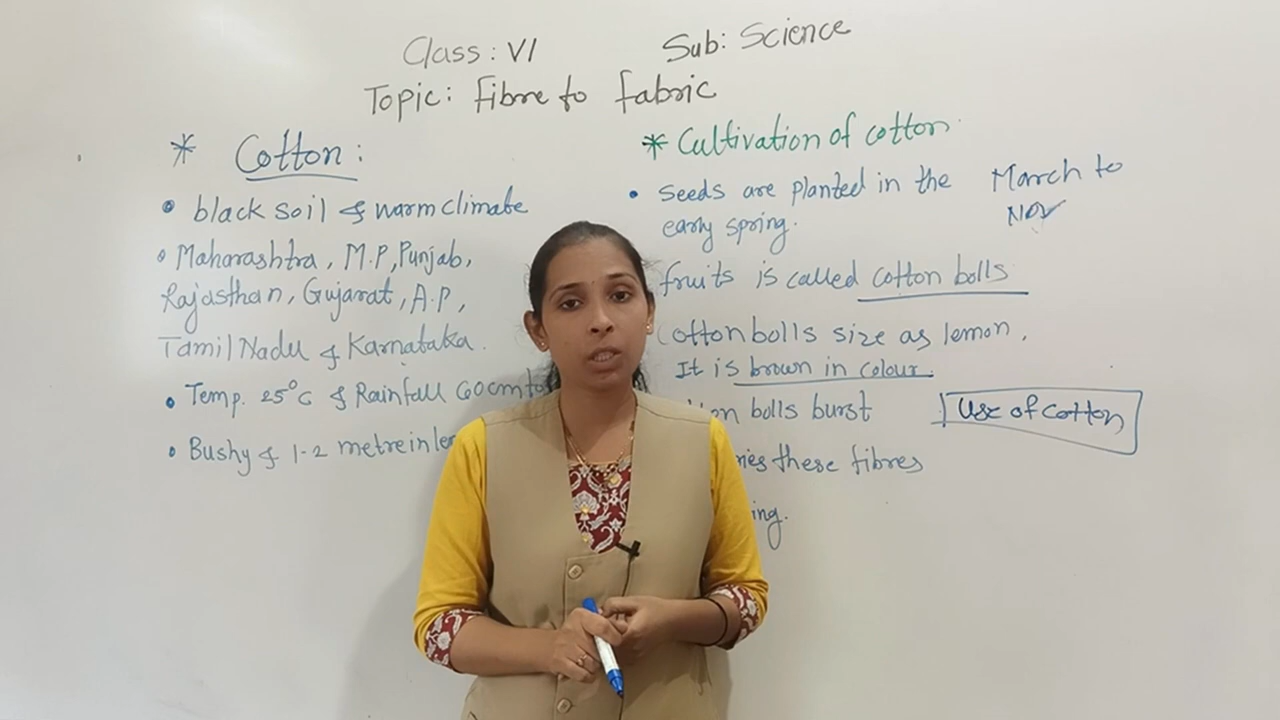 Class: VI Sub: Science
Topic: Fibre to fabric
* Cotton:
• black soil & warm climate
• Maharashtra, M.P, Punjab,
Rajasthan, Gujarat, A.P,
Tamil Nadu & Karnataka.
• Temp. 25°C & Rainfall 60cm to
• Bushy & 1-2 metre in
* Cultivation of cotton
• seeds are planted in the March to
early spring. Nov
fruits is called cotton bolls
cotton bolls size as lemon.
It is brown in colour.
bolls burst
these fibres
Use of cotton